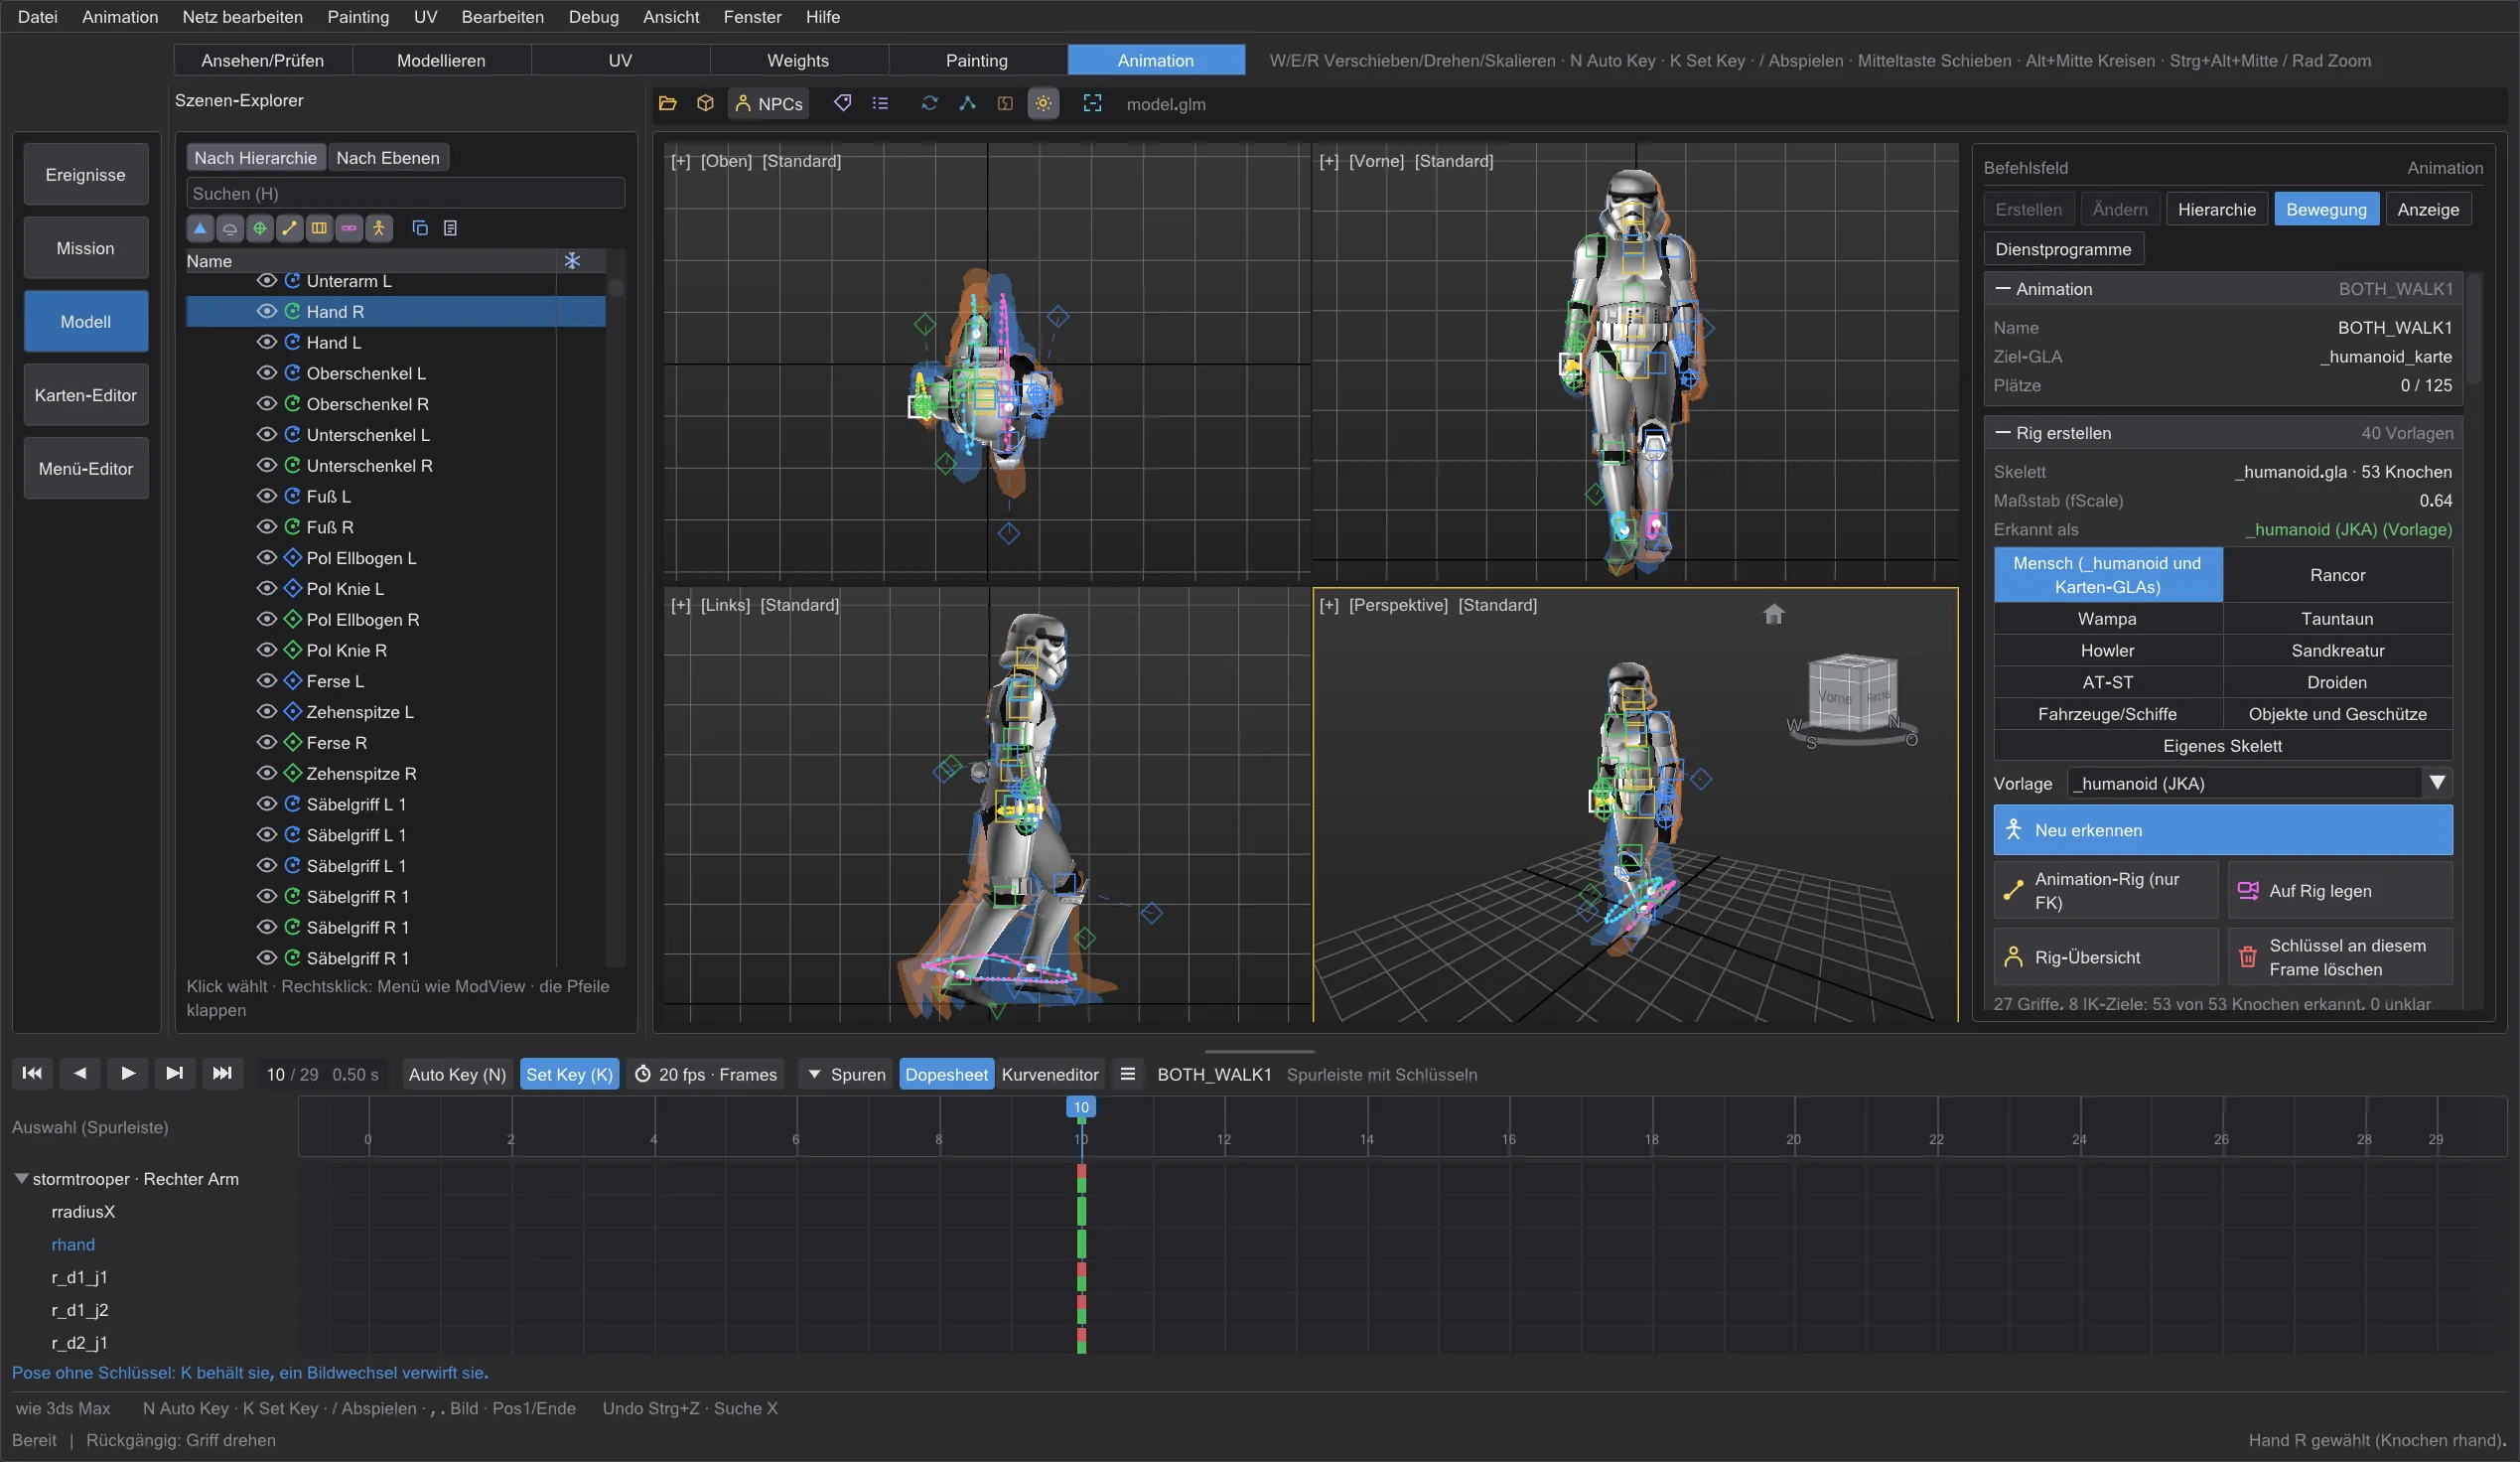 Datei Animation Netz bearbeiten Painting UV Bearbeiten Debug Ansicht Fenster Hilfe
Ansehen/Prüfen Modellieren UV Weights Painting Animation W/E/R Verschieben/Drehen/Skalieren · N Auto Key · K Set Key · / Abspielen · Mitteltaste Schieben · Alt+Mitte Kreisen · Strg+Alt+Mitte / Rad Zoom
Szenen-Explorer
NPCs model.glm
Ereignisse
Mission
Modell
Karten-Editor
Menü-Editor
Nach Hierarchie Nach Ebenen
Suchen (H)
Name
Unterarm L
Hand R
Hand L
Oberschenkel L
Oberschenkel R
Unterschenkel L
Unterschenkel R
Fuß L
Fuß R
Pol Ellbogen L
Pol Knie L
Pol Ellbogen R
Pol Knie R
Ferse L
Zehenspitze L
Ferse R
Zehenspitze R
Säbelgriff L 1
Säbelgriff L 1
Säbelgriff L 1
Säbelgriff R 1
Säbelgriff R 1
Säbelgriff R 1
Klick wählt · Rechtsklick: Menü wie ModView · die Pfeile
klappen
[+] [Oben] [Standard]
[+] [Vorne] [Standard]
[+] [Links] [Standard]
[+] [Perspektive] [Standard]
Vorne Rechts
W N
S O
Befehlsfeld Animation
Erstellen Ändern Hierarchie Bewegung Anzeige
Dienstprogramme
Animation BOTH_WALK1
Name BOTH_WALK1
Ziel-GLA _humanoid_karte
Plätze 0 / 125
Rig erstellen 40 Vorlagen
Skelett _humanoid.gla · 53 Knochen
Maßstab (fScale) 0.64
Erkannt als _humanoid (JKA) (Vorlage)
Mensch (_humanoid und
Karten-GLAs)
Rancor
Wampa Tauntaun
Howler Sandkreatur
AT-ST Droiden
Fahrzeuge/Schiffe Objekte und Geschütze
Eigenes Skelett
Vorlage _humanoid (JKA)
Neu erkennen
Animation-Rig (nur
FK)
Auf Rig legen
Rig-Übersicht
Schlüssel an diesem
Frame löschen
27 Griffe, 8 IK-Ziele: 53 von 53 Knochen erkannt, 0 unklar
10 / 29 0.50 s Auto Key (N) Set Key (K) 20 fps · Frames Spuren Dopesheet Kurveneditor BOTH_WALK1 Spurleiste mit Schlüsseln
10
Auswahl (Spurleiste)
0 2 4 6 8 10 12 14 16 18 20 22 24 26 28 29
stormtrooper · Rechter Arm
rradiusX
rhand
r_d1_j1
r_d1_j2
r_d2_j1
Pose ohne Schlüssel: K behält sie, ein Bildwechsel verwirft sie.
wie 3ds Max N Auto Key · K Set Key · / Abspielen · , . Bild · Pos1/Ende Undo Strg+Z · Suche X
Bereit | Rückgängig: Griff drehen
Hand R gewählt (Knochen rhand).